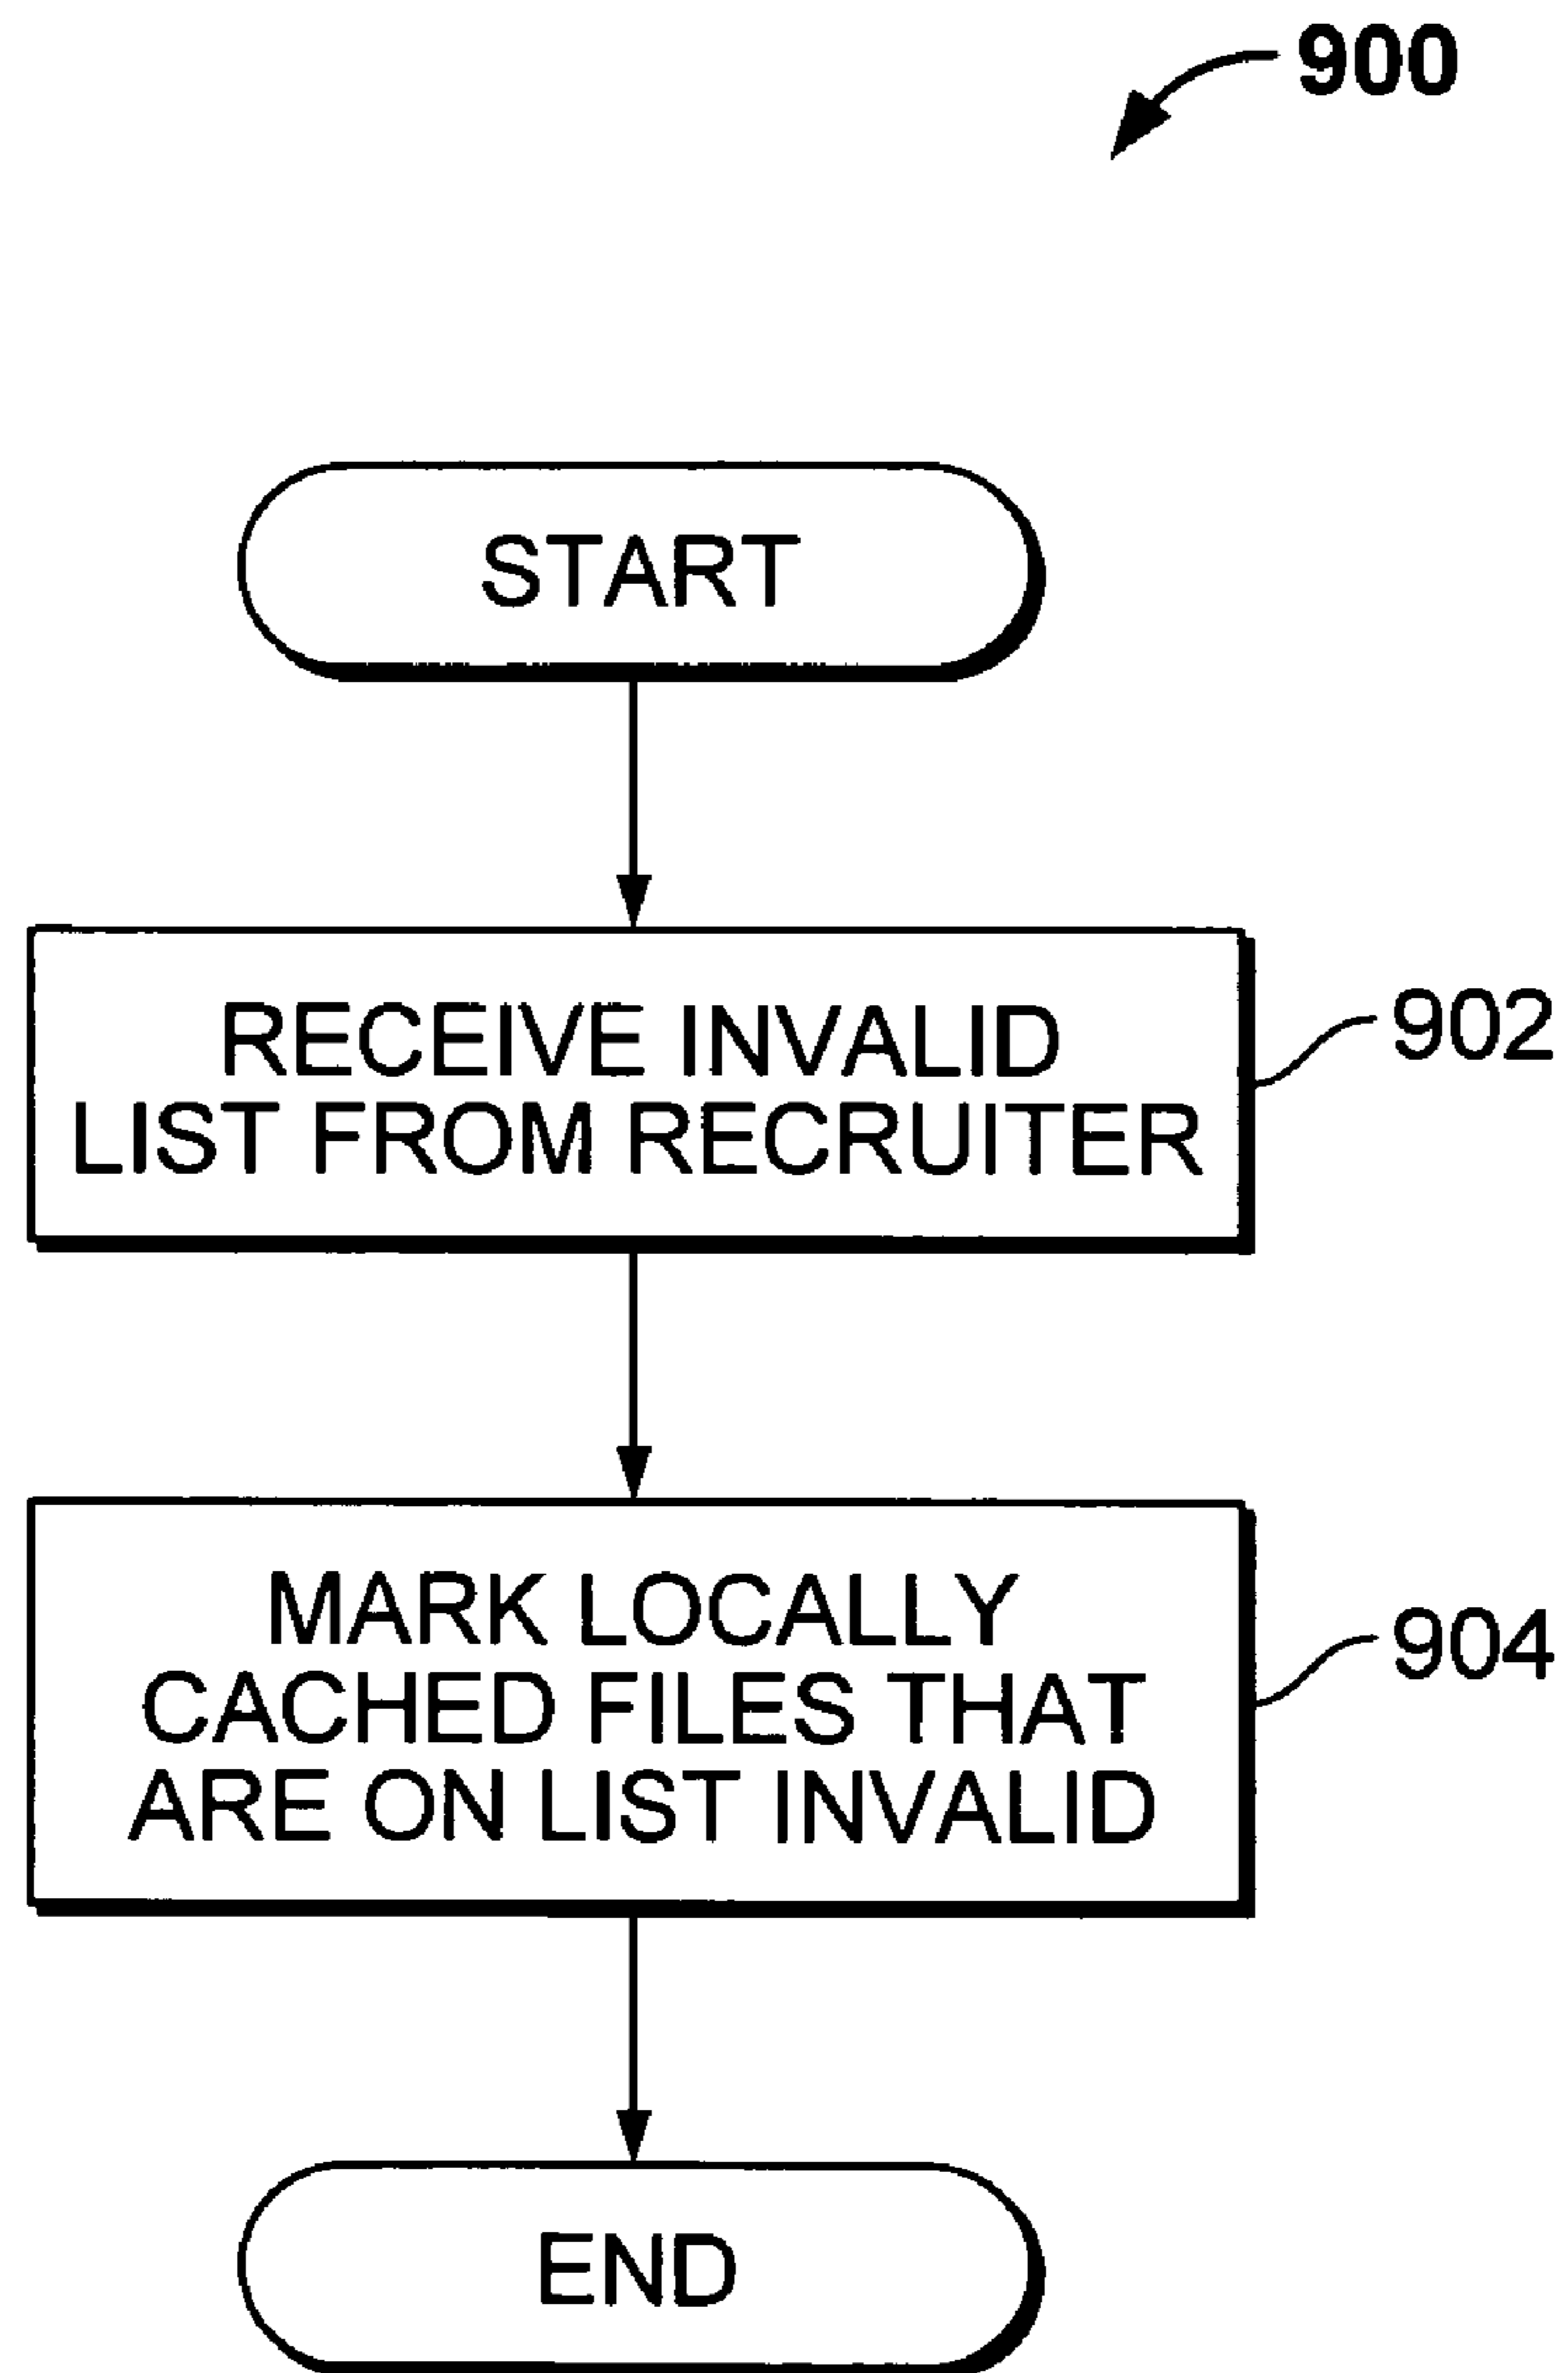 900
START
RECEIVE INVALID
LIST FROM RECRUITER
902
MARK LOCALLY
CACHED FILES THAT
ARE ON LIST INVALID
904
END